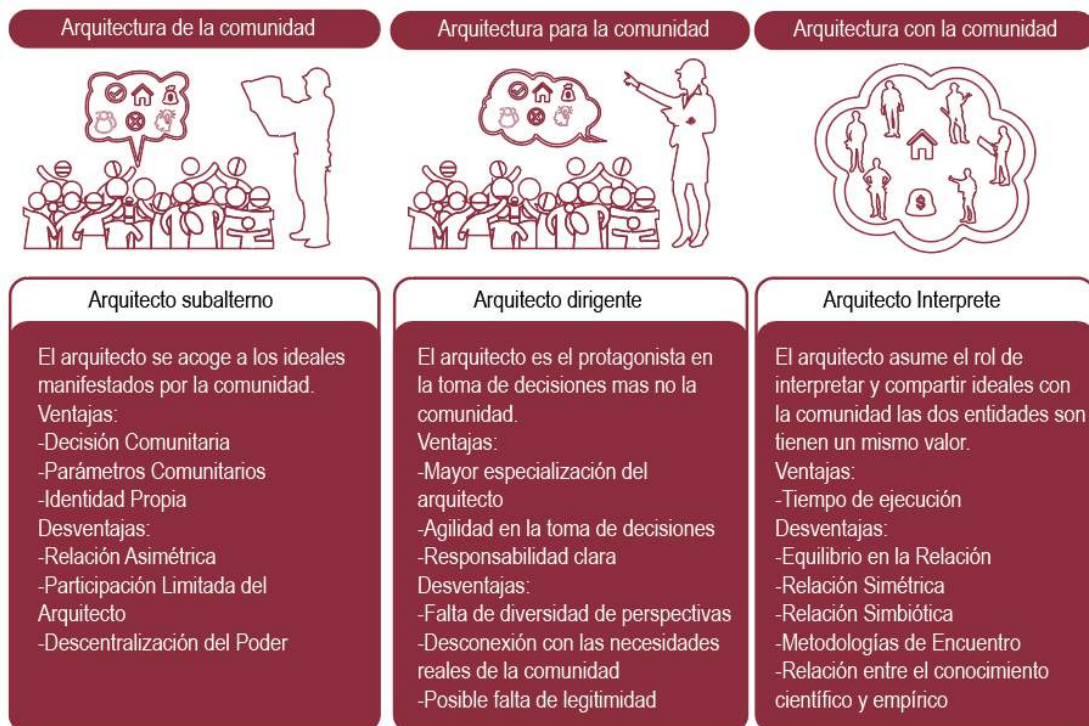 Arquitectura de la comunidad
Arquitectura para la comunidad
Arquitectura con la comunidad
$
Arquitecto subalterno
El arquitecto se acoge a los ideales
manifestados por la comunidad.
Ventajas:
-Decisión Comunitaria
-Parámetros Comunitarios
-Identidad Propia
Desventajas:
-Relación Asimétrica
-Participación Limitada del
Arquitecto
-Descentralización del Poder
Arquitecto dirigente
El arquitecto es el protagonista en
la toma de decisiones mas no la
comunidad.
Ventajas:
-Mayor especialización del
arquitecto
-Agilidad en la toma de decisiones
-Responsabilidad clara
Desventajas:
-Falta de diversidad de perspectivas
-Desconexión con las necesidades
reales de la comunidad
-Posible falta de legitimidad
Arquitecto Interprete
El arquitecto asume el rol de
interpretar y compartir ideales con
la comunidad las dos entidades son
tienen un mismo valor.
Ventajas:
-Tiempo de ejecución
Desventajas:
-Equilibrio en la Relación
-Relación Simétrica
-Relación Simbiótica
-Metodologías de Encuentro
-Relación entre el conocimiento
científico y empírico